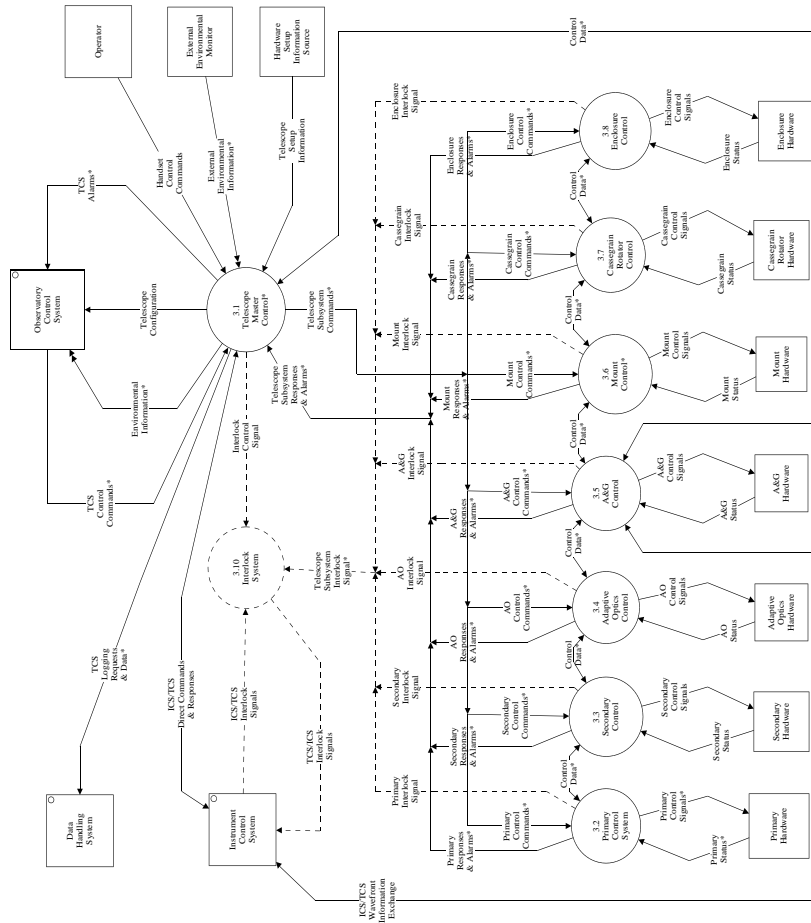 Operator
External
Environmental
Monitor
Hardware
Setup
Information
Source
Observatory
Control
System
Data
Handling
System
Instrument
Control
System
TCS
Alarms*
Handset
Control
Commands
External
Environmental
Information*
Telescope
Setup
Information
Telescope
Configuration
Environmental
Information*
TCS
Control
Commands*
3.1
Telescope
Master
Control*
Telescope
Subsystem
Commands*
Telescope
Subsystem
Responses
& Alarms*
Interlock
Control
Signal
3.10
Interlock
System
Telescope
Subsystem
Interlock
Signal*
TCS
Logging
Requests
& Data*
ICS/TCS
Direct Commands
& Responses
ICS/TCS
Interlock
Signals
TCS/ICS
Interlock
Signals
ICS/TCS
Wavefront
Information
Exchange
Control
Data*
Primary
Interlock
Signal
Secondary
Interlock
Signal
AO
Interlock
Signal
A&G
Interlock
Signal
Mount
Interlock
Signal
Cassegrain
Interlock
Signal
Enclosure
Interlock
Signal
Primary
Responses
& Alarms*
Primary
Control
Commands*
Secondary
Responses
& Alarms*
Secondary
Control
Commands*
AO
Responses
& Alarms*
AO
Control
Commands*
A&G
Responses
& Alarms*
A&G
Control
Commands*
Mount
Responses
& Alarms*
Mount
Control
Commands*
Cassegrain
Responses
& Alarms*
Cassegrain
Control
Commands*
Enclosure
Responses
& Alarms*
Enclosure
Control
Commands*
3.2
Primary
Control
System
Control
Data*
3.3
Secondary
Control
Control
Data*
3.4
Adaptive
Optics
Control
Control
Data*
3.5
A&G
Control
Control
Data*
3.6
Mount
Control*
Control
Data*
3.7
Cassegrain
Rotator
Control
Control
Data*
3.8
Enclosure
Control
Primary
Status*
Primary
Control
Signals*
Secondary
Status
Secondary
Control
Signals
AO
Status
AO
Control
Signals
A&G
Status
A&G
Control
Signals
Mount
Status
Mount
Control
Signals
Cassegrain
Status
Cassegrain
Control
Signals
Enclosure
Status
Enclosure
Control
Signals
Primary
Hardware
Secondary
Hardware
Adaptive
Optics
Hardware
A&G
Hardware
Mount
Hardware
Cassegrain
Rotator
Hardware
Enclosure
Hardware